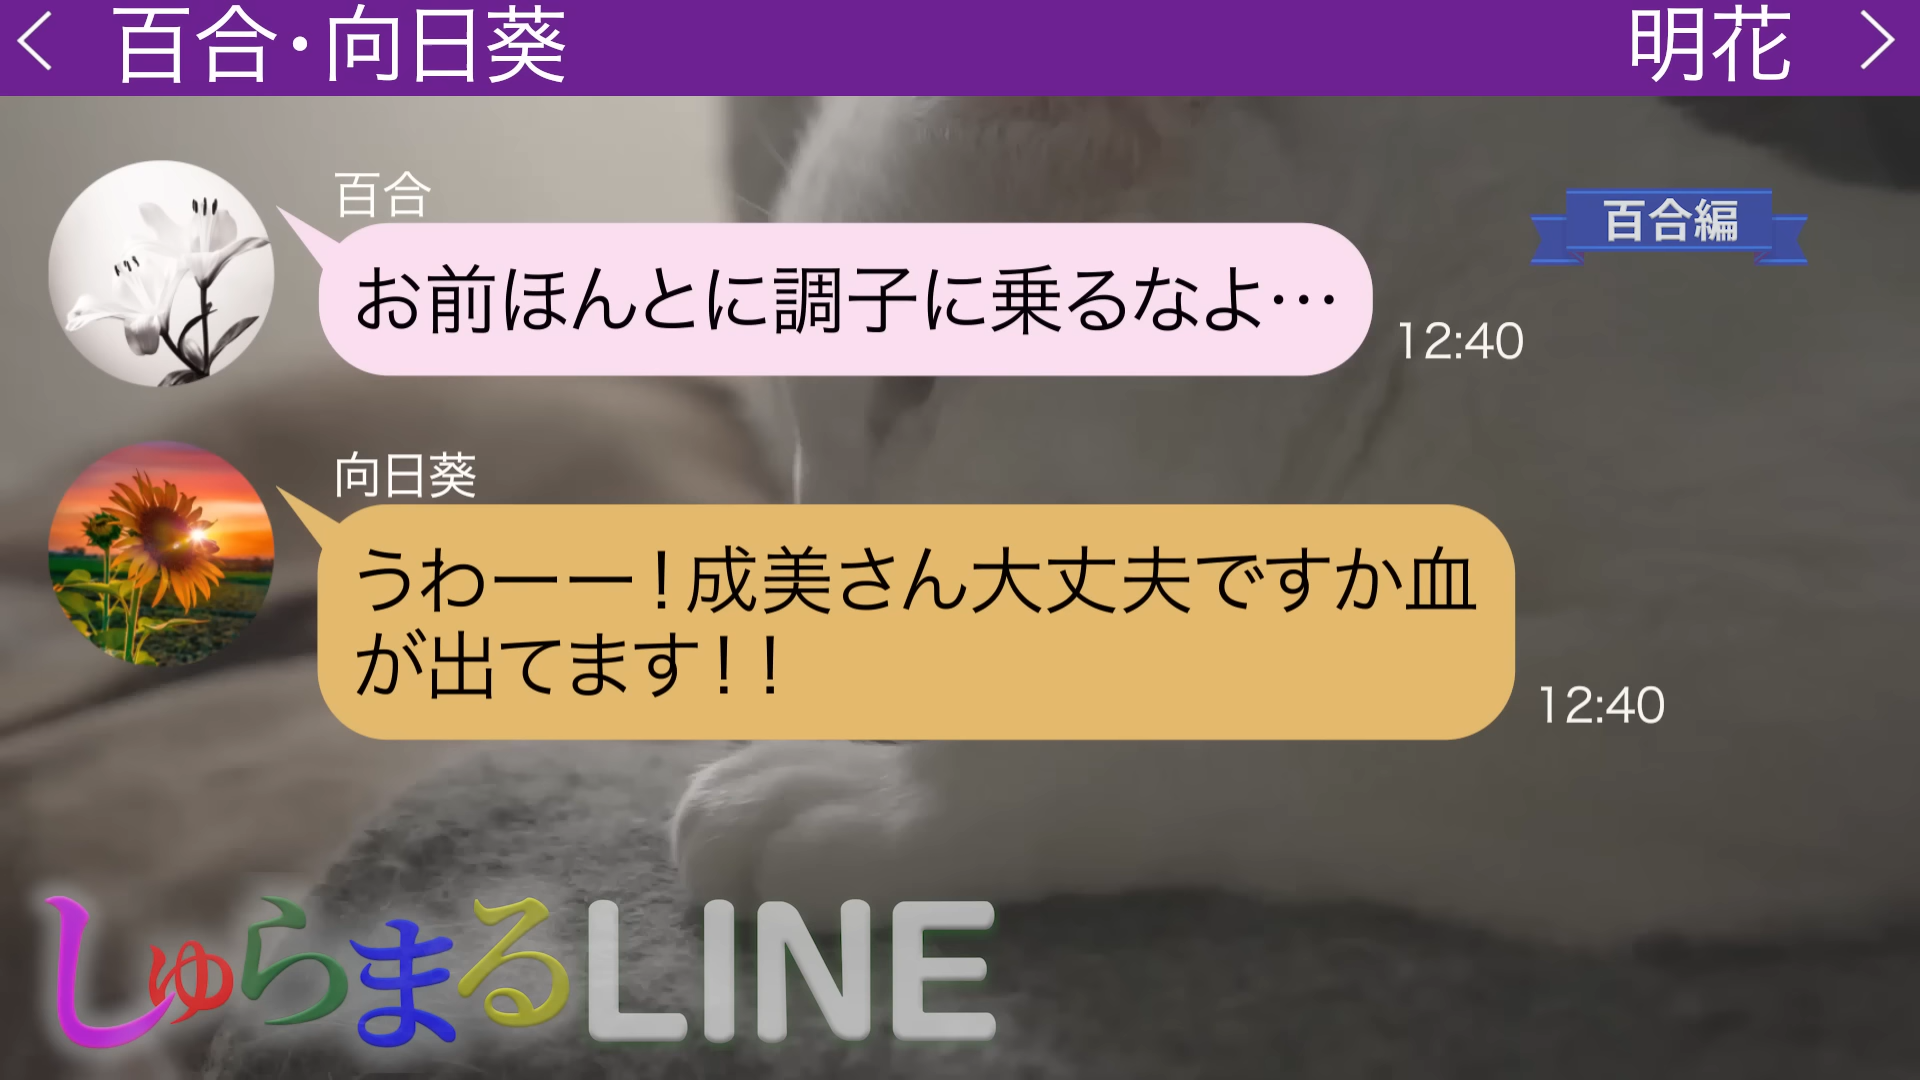 百合・向日葵
明花
百合
百合編
お前ほんとに調子に乗るなよ…
12:40
向日葵
うわーー！成美さん大丈夫ですか血
が出てます！！
12:40
しゅらまるLINE